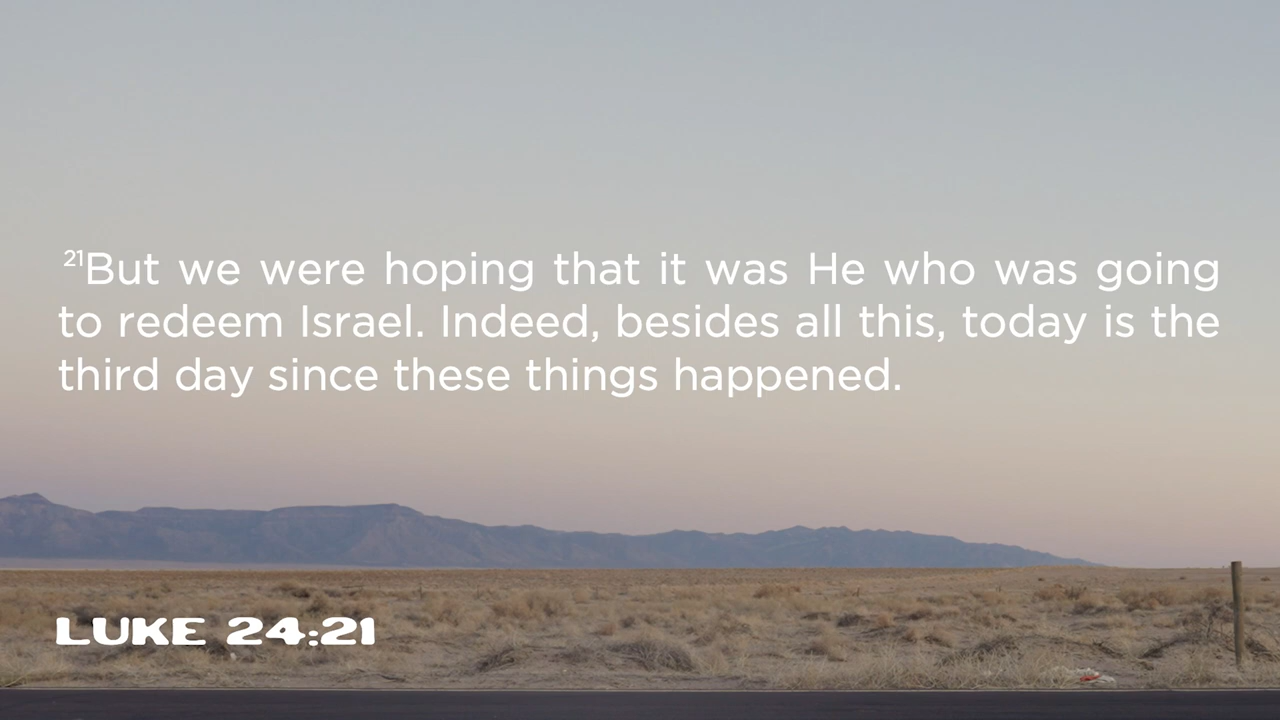 21But we were hoping that it was He who was going
to redeem Israel. Indeed, besides all this, today is the
third day since these things happened.
LUKE 24:21